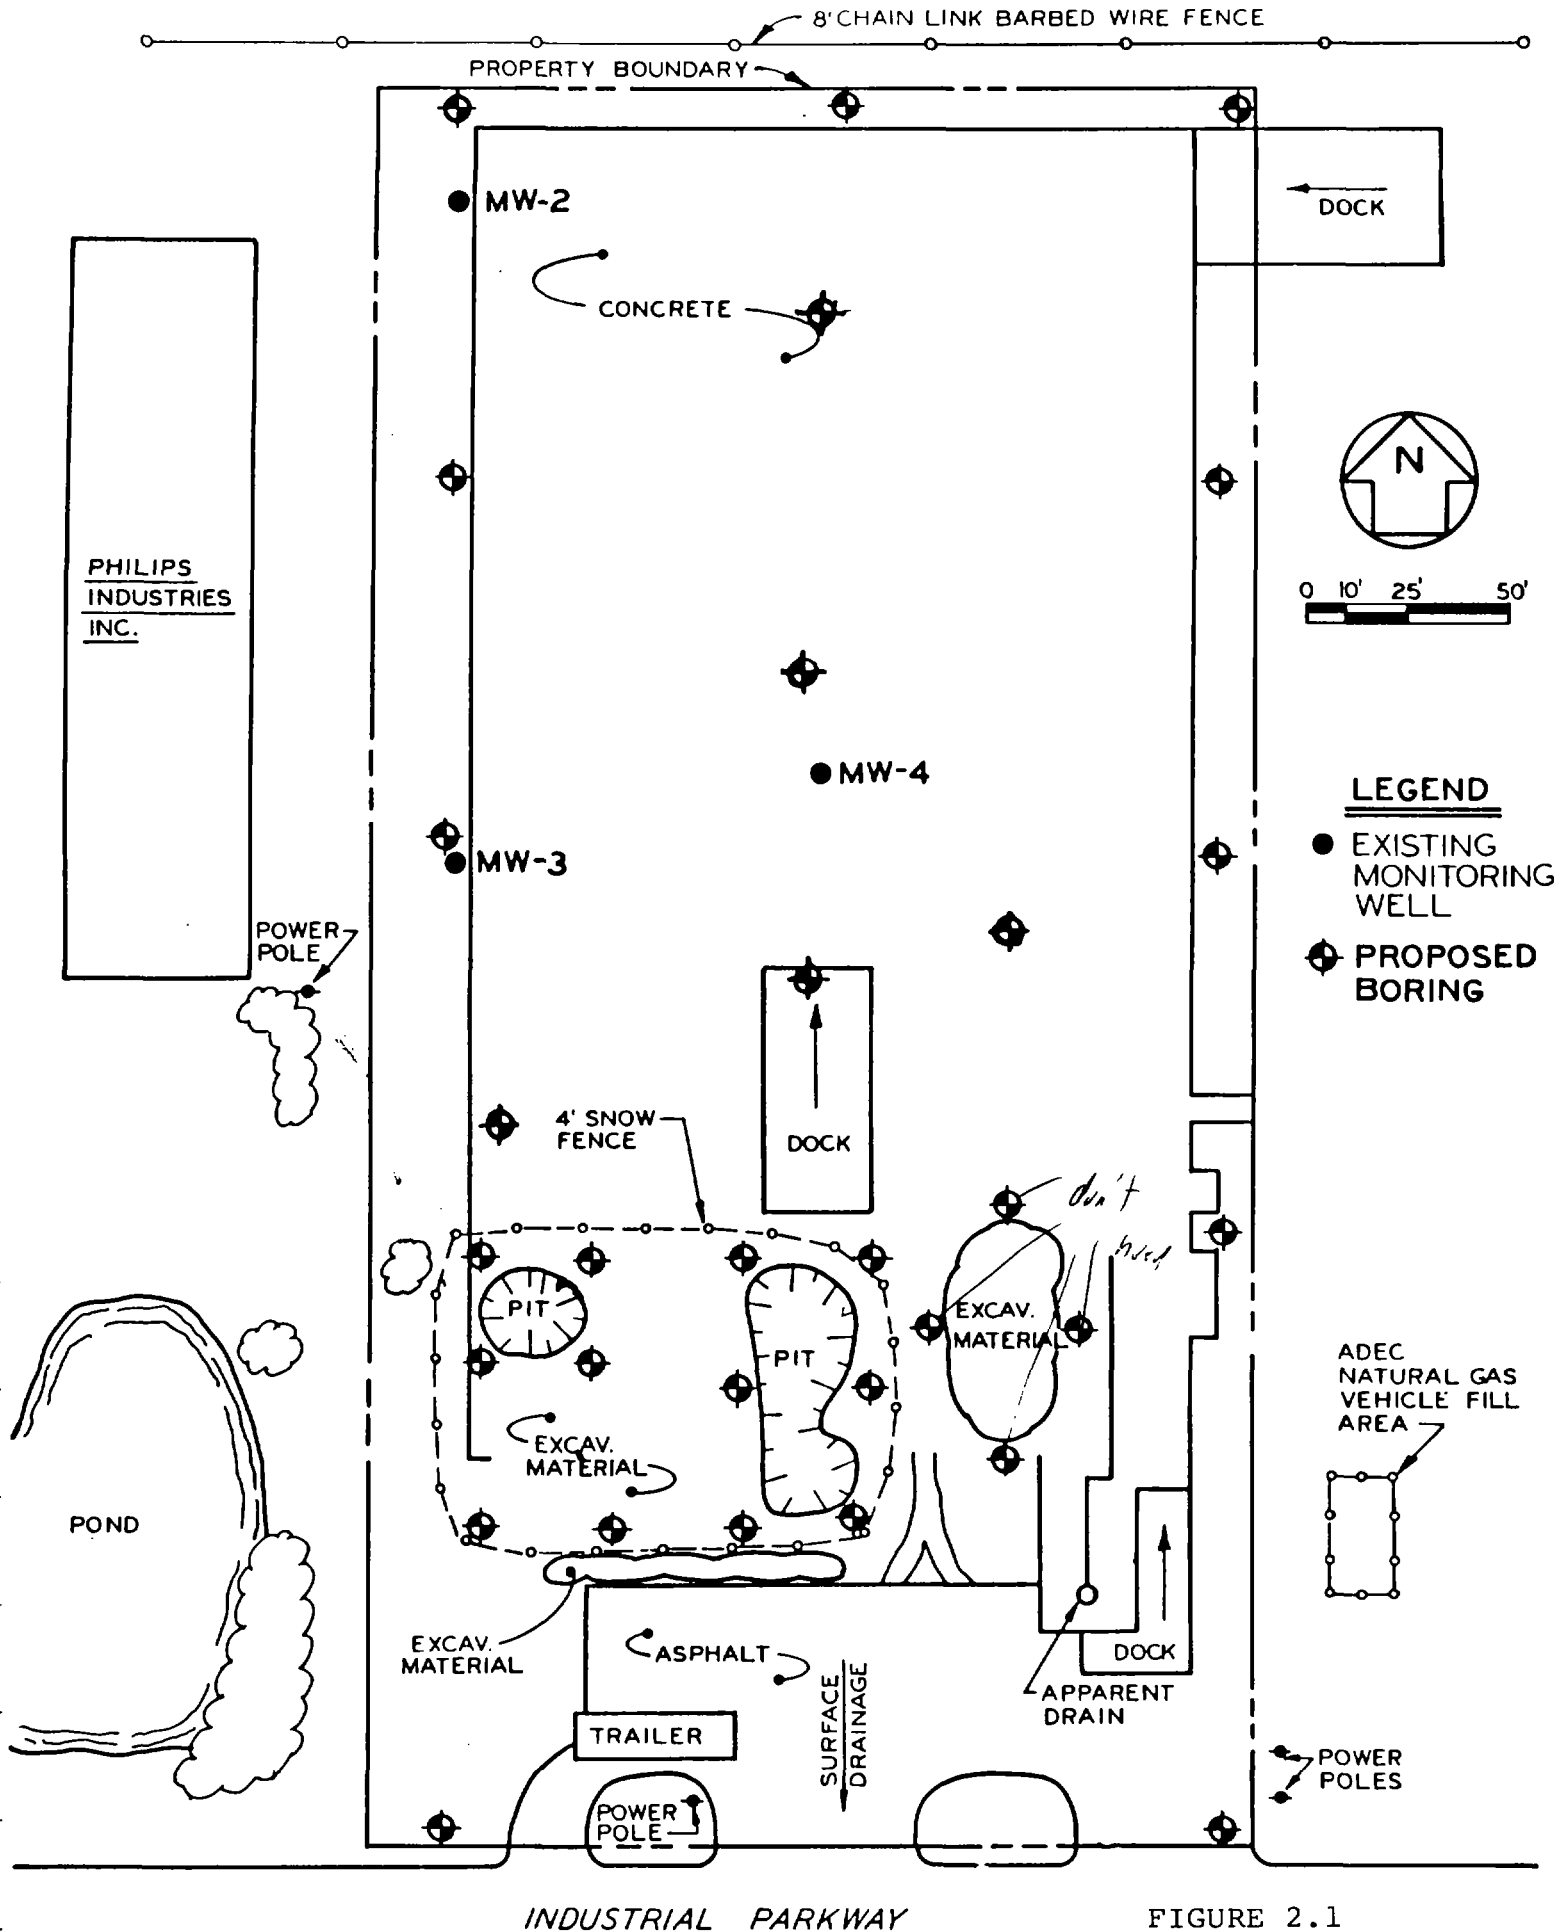 8' CHAIN LINK BARBED WIRE FENCE
PROPERTY BOUNDARY
MW-2
DOCK
CONCRETE
N
PHILIPS
INDUSTRIES
INC.
0 10' 25' 50'
MW-4
LEGEND
EXISTING
MONITORING
WELL
MW-3
POWER
POLE
PROPOSED
BORING
4' SNOW
FENCE
DOCK
don't
PIT
EXCAV.
MATERIAL
PIT
ADEC
NATURAL GAS
VEHICLE FILL
AREA
EXCAV.
MATERIAL
POND
EXCAV.
MATERIAL
ASPHALT
DOCK
SURFACE
DRAINAGE
APPARENT
DRAIN
TRAILER
POWER
POLES
POWER
POLE
INDUSTRIAL PARKWAY
FIGURE 2.1